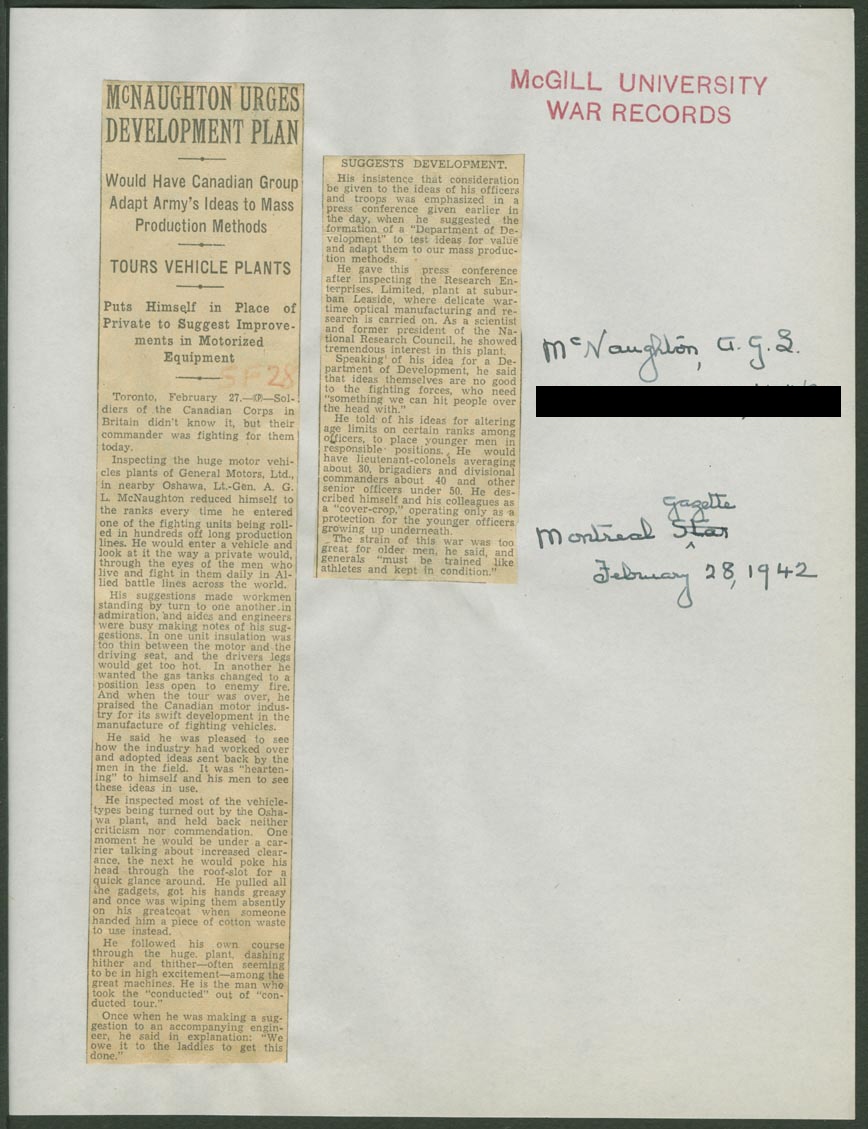 McGILL UNIVERSITY
WAR RECORDS
McNAUGHTON URGES
DEVELOPMENT PLAN
Would Have Canadian Group
Adapt Army's Ideas to Mass
Production Methods
TOURS VEHICLE PLANTS
Puts Himself in Place of
Private to Suggest Improve-
ments in Motorized
Equipment
F 28
Toronto, February 27.—(CP)—Sol-
diers of the Canadian Corps in
Britain didn't know it, but their
commander was fighting for them
today.
Inspecting the huge motor vehi-
cles plants of General Motors, Ltd.,
in nearby Oshawa, Lt.-Gen. A. G.
L. McNaughton reduced himself to
the ranks every time he entered
one of the fighting units being roll-
ed in hundreds off long production
lines. He would enter a vehicle and
look at it the way a private would,
through the eyes of the men who
live and fight in them daily in Al-
lied battle lines across the world.
His suggestions made workmen
standing by turn to one another in
admiration, and aides and engineers
were busy making notes of his sug-
gestions. In one unit insulation was
too thin between the motor and the
driving seat, and the drivers legs
would get too hot. In another he
wanted the gas tanks changed to a
position less open to enemy fire.
And when the tour was over, he
praised the Canadian motor indus-
try for its swift development in the
manufacture of fighting vehicles.
He said he was pleased to see
how the industry had worked over
and adopted ideas sent back by the
men in the field. It was "hearten-
ing" to himself and his men to see
these ideas in use.
He inspected most of the vehicle-
types being turned out by the Osha-
wa plant, and held back neither
criticism nor commendation. One
moment he would be under a car-
rier talking about increased clear-
ance, the next he would poke his
head through the roof-slot for a
quick glance around. He pulled all
the gadgets, got his hands greasy
and once was wiping them absently
on his greatcoat when someone
handed him a piece of cotton waste
to use instead.
He followed his own course
through the huge plant, dashing
hither and thither—often seeming
to be in high excitement—among the
great machines. He is the man who
took the "conducted" out of "con-
ducted tour."
Once when he was making a sug-
gestion to an accompanying engin-
eer, he said in explanation: "We
owe it to the laddies to get this
done."
SUGGESTS DEVELOPMENT.
His insistence that consideration
be given to the ideas of his officers
and troops was emphasized in a
press conference given earlier in
the day, when he suggested the
formation of a "Department of De-
velopment" to test ideas for value
and adapt them to our mass produc-
tion methods.
He gave this press conference
after inspecting the Research En-
terprises, Limited, plant at subur-
ban Leaside, where delicate war-
time optical manufacturing and re-
search is carried on. As a scientist
and former president of the Na-
tional Research Council, he showed
tremendous interest in this plant.
Speaking of his idea for a De-
partment of Development, he said
that ideas themselves are no good
to the fighting forces, who need
"something we can hit people over
the head with."
He told of his ideas for altering
age limits on certain ranks among
officers, to place younger men in
responsible positions. He would
have lieutenant-colonels averaging
about 30, brigadiers and divisional
commanders about 40 and other
senior officers under 50. He des-
cribed himself and his colleagues as
a "cover-crop," operating only as a
protection for the younger officers
growing up underneath.
The strain of this war was too
great for older men, he said, and
generals "must be trained like
athletes and kept in condition."
McNaughton, A. G. L.
gazette
Montreal Star
February 28, 1942